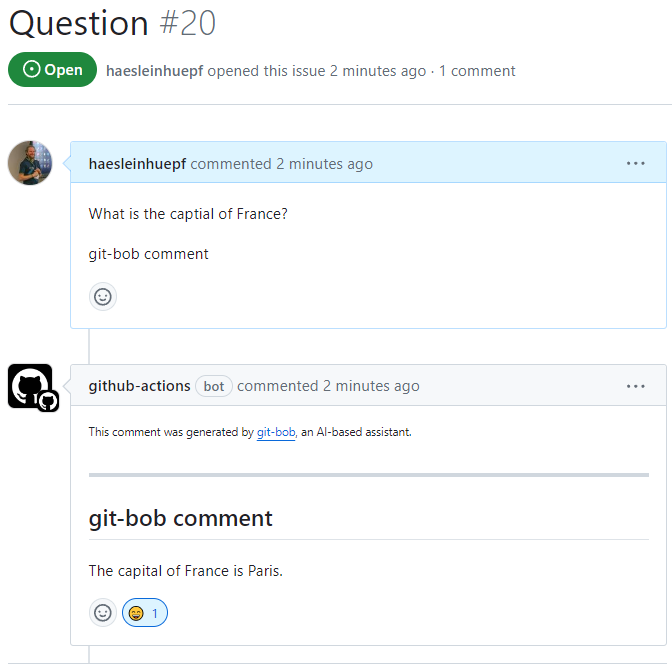 Question #20
Open haesleinhuepf opened this issue 2 minutes ago · 1 comment
haesleinhuepf commented 2 minutes ago
What is the captial of France?
git-bob comment
github-actions bot commented 2 minutes ago
This comment was generated by git-bob, an AI-based assistant.
git-bob comment
The capital of France is Paris.
1